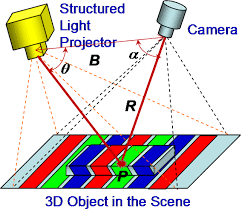 Structured
Light
Projector
Camera
B
α
θ
R
P
3D Object in the Scene